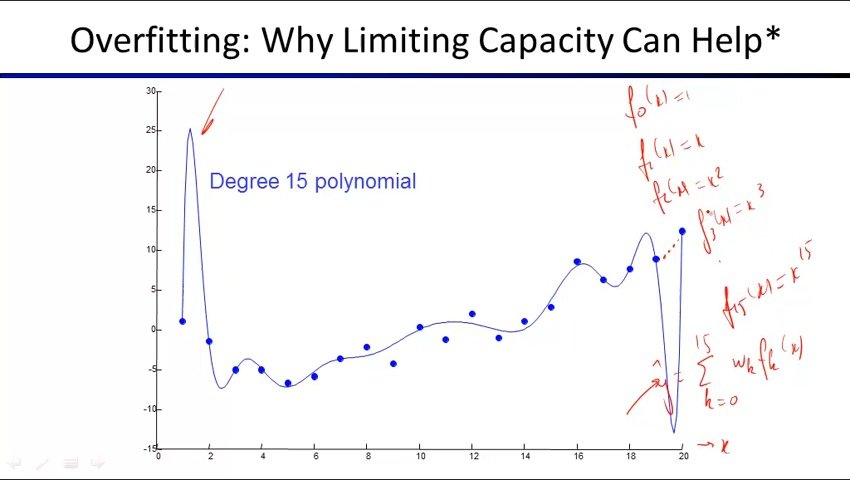 Overfitting: Why Limiting Capacity Can Help*
30
25
20
15
10
5
0
-5
-10
-15
0 2 4 6 8 10 12 14 16 18 20
Degree 15 polynomial
f₀(x)=1
f₁(x)=x
f₂(x)=x²
f₃(x)=x³
f₁₅(x)=x¹⁵
15
= Σ wₖfₖ(x)
k=0
→ x